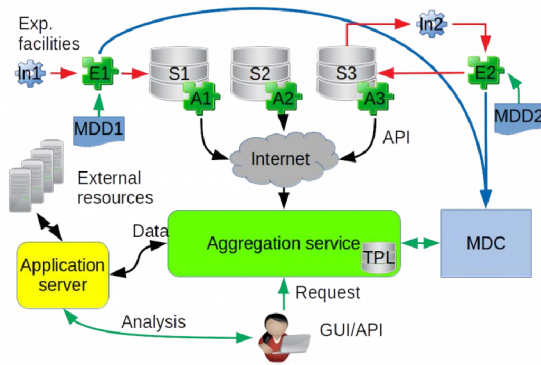 Exp.
facilities
In1
E1
S1
S2
S3
In2
E2
A1
A2
A3
MDD1
MDD2
API
Internet
External
resources
Data
Aggregation service
TPL
MDC
Application
server
Request
Analysis
GUI/API